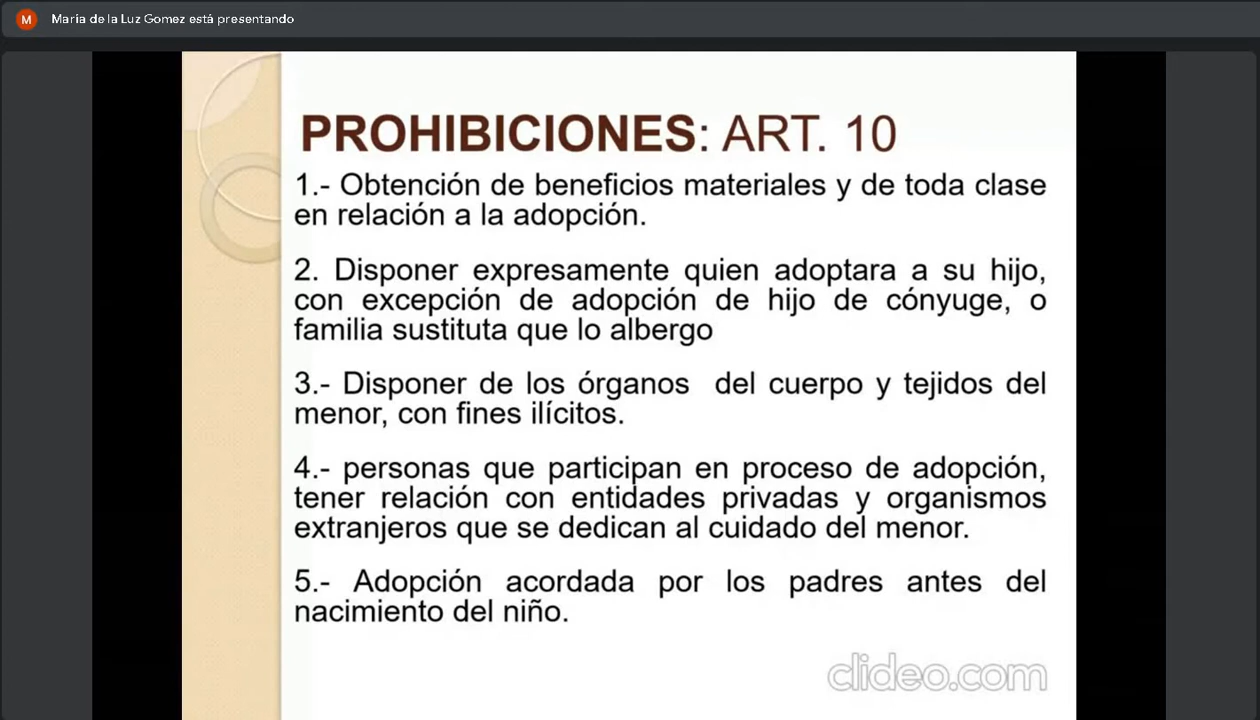 M
Maria de la Luz Gomez está presentando
PROHIBICIONES: ART. 10
1.- Obtención de beneficios materiales y de toda clase
en relación a la adopción.
2. Disponer expresamente quien adoptara a su hijo,
con excepción de adopción de hijo de cónyuge, o
familia sustituta que lo albergo
3.- Disponer de los órganos del cuerpo y tejidos del
menor, con fines ilícitos.
4.- personas que participan en proceso de adopción,
tener relación con entidades privadas y organismos
extranjeros que se dedican al cuidado del menor.
5.- Adopción acordada por los padres antes del
nacimiento del niño.
clideo.com